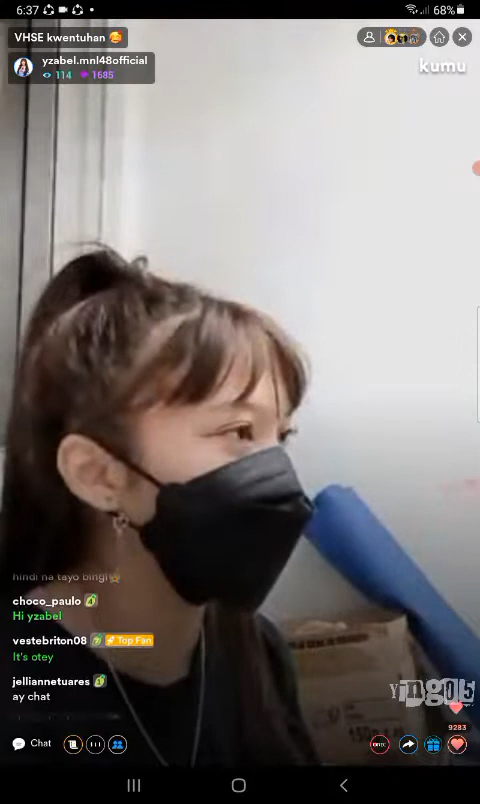 6:37
68%
VHSE kwentuhan 🥰
yzabel.mnl48official
114 1685
kumu
hindi na tayo bingi
choco_paulo
Hi yzabel
vestebriton08 Top Fan
It's otey
jelliannetuares
ay chat
9283
Chat